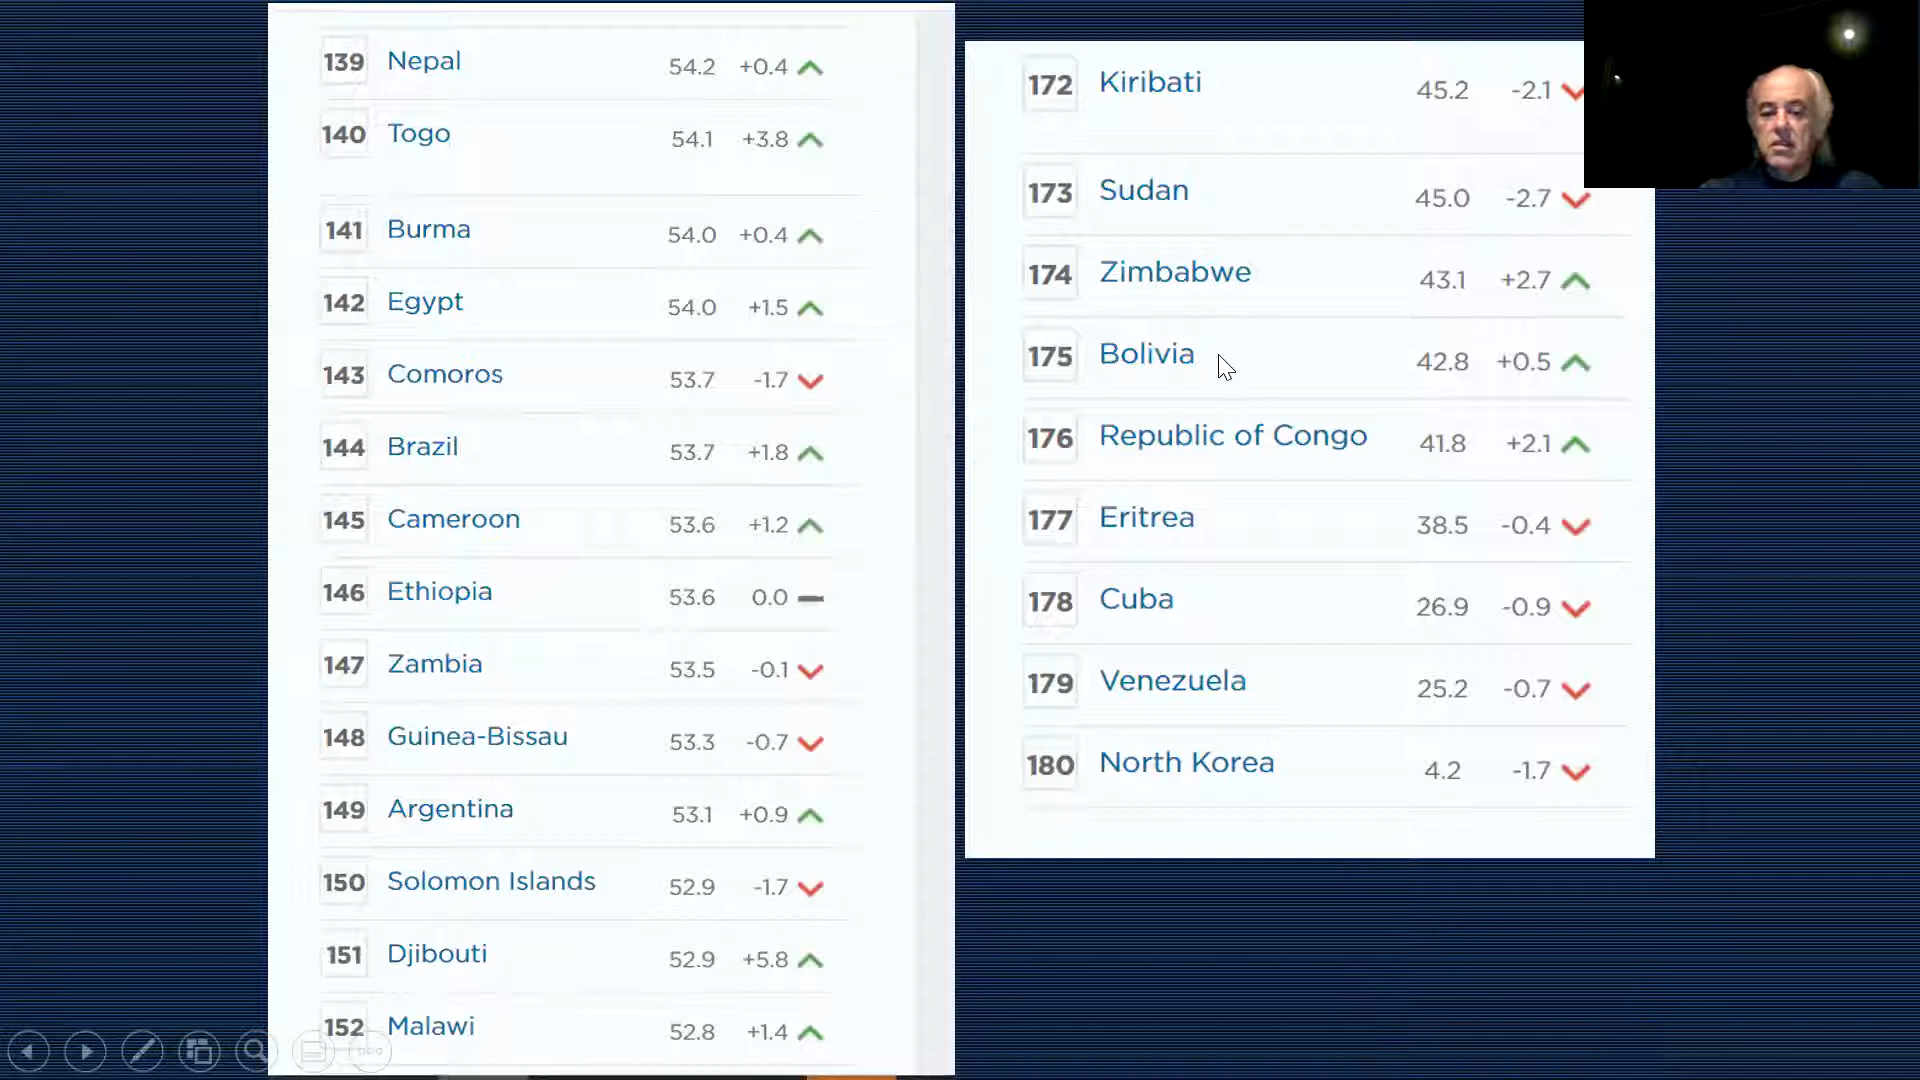 139 Nepal 54.2 +0.4
140 Togo 54.1 +3.8
141 Burma 54.0 +0.4
142 Egypt 54.0 +1.5
143 Comoros 53.7 -1.7
144 Brazil 53.7 +1.8
145 Cameroon 53.6 +1.2
146 Ethiopia 53.6 0.0
147 Zambia 53.5 -0.1
148 Guinea-Bissau 53.3 -0.7
149 Argentina 53.1 +0.9
150 Solomon Islands 52.9 -1.7
151 Djibouti 52.9 +5.8
152 Malawi 52.8 +1.4
172 Kiribati 45.2 -2.1
173 Sudan 45.0 -2.7
174 Zimbabwe 43.1 +2.7
175 Bolivia 42.8 +0.5
176 Republic of Congo 41.8 +2.1
177 Eritrea 38.5 -0.4
178 Cuba 26.9 -0.9
179 Venezuela 25.2 -0.7
180 North Korea 4.2 -1.7